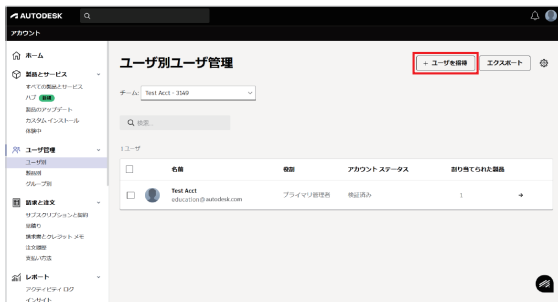 AUTODESK
アカウント
ホーム
製品とサービス
すべての製品とサービス
ハブ 新規
製品のアップデート
カスタム インストール
体験中
ユーザ管理
ユーザ別
製品別
グループ別
請求と注文
サブスクリプションと契約
見積り
請求書とクレジット メモ
注文履歴
支払い方法
レポート
アクティビティ ログ
インサイト
ユーザ別ユーザ管理
+ ユーザを招待
エクスポート
チーム: Test Acct - 3149
検索...
1 ユーザ
名前 役割 アカウント ステータス 割り当てられた製品
Test Acct プライマリ管理者 検証済み 1
education@autodesk.com